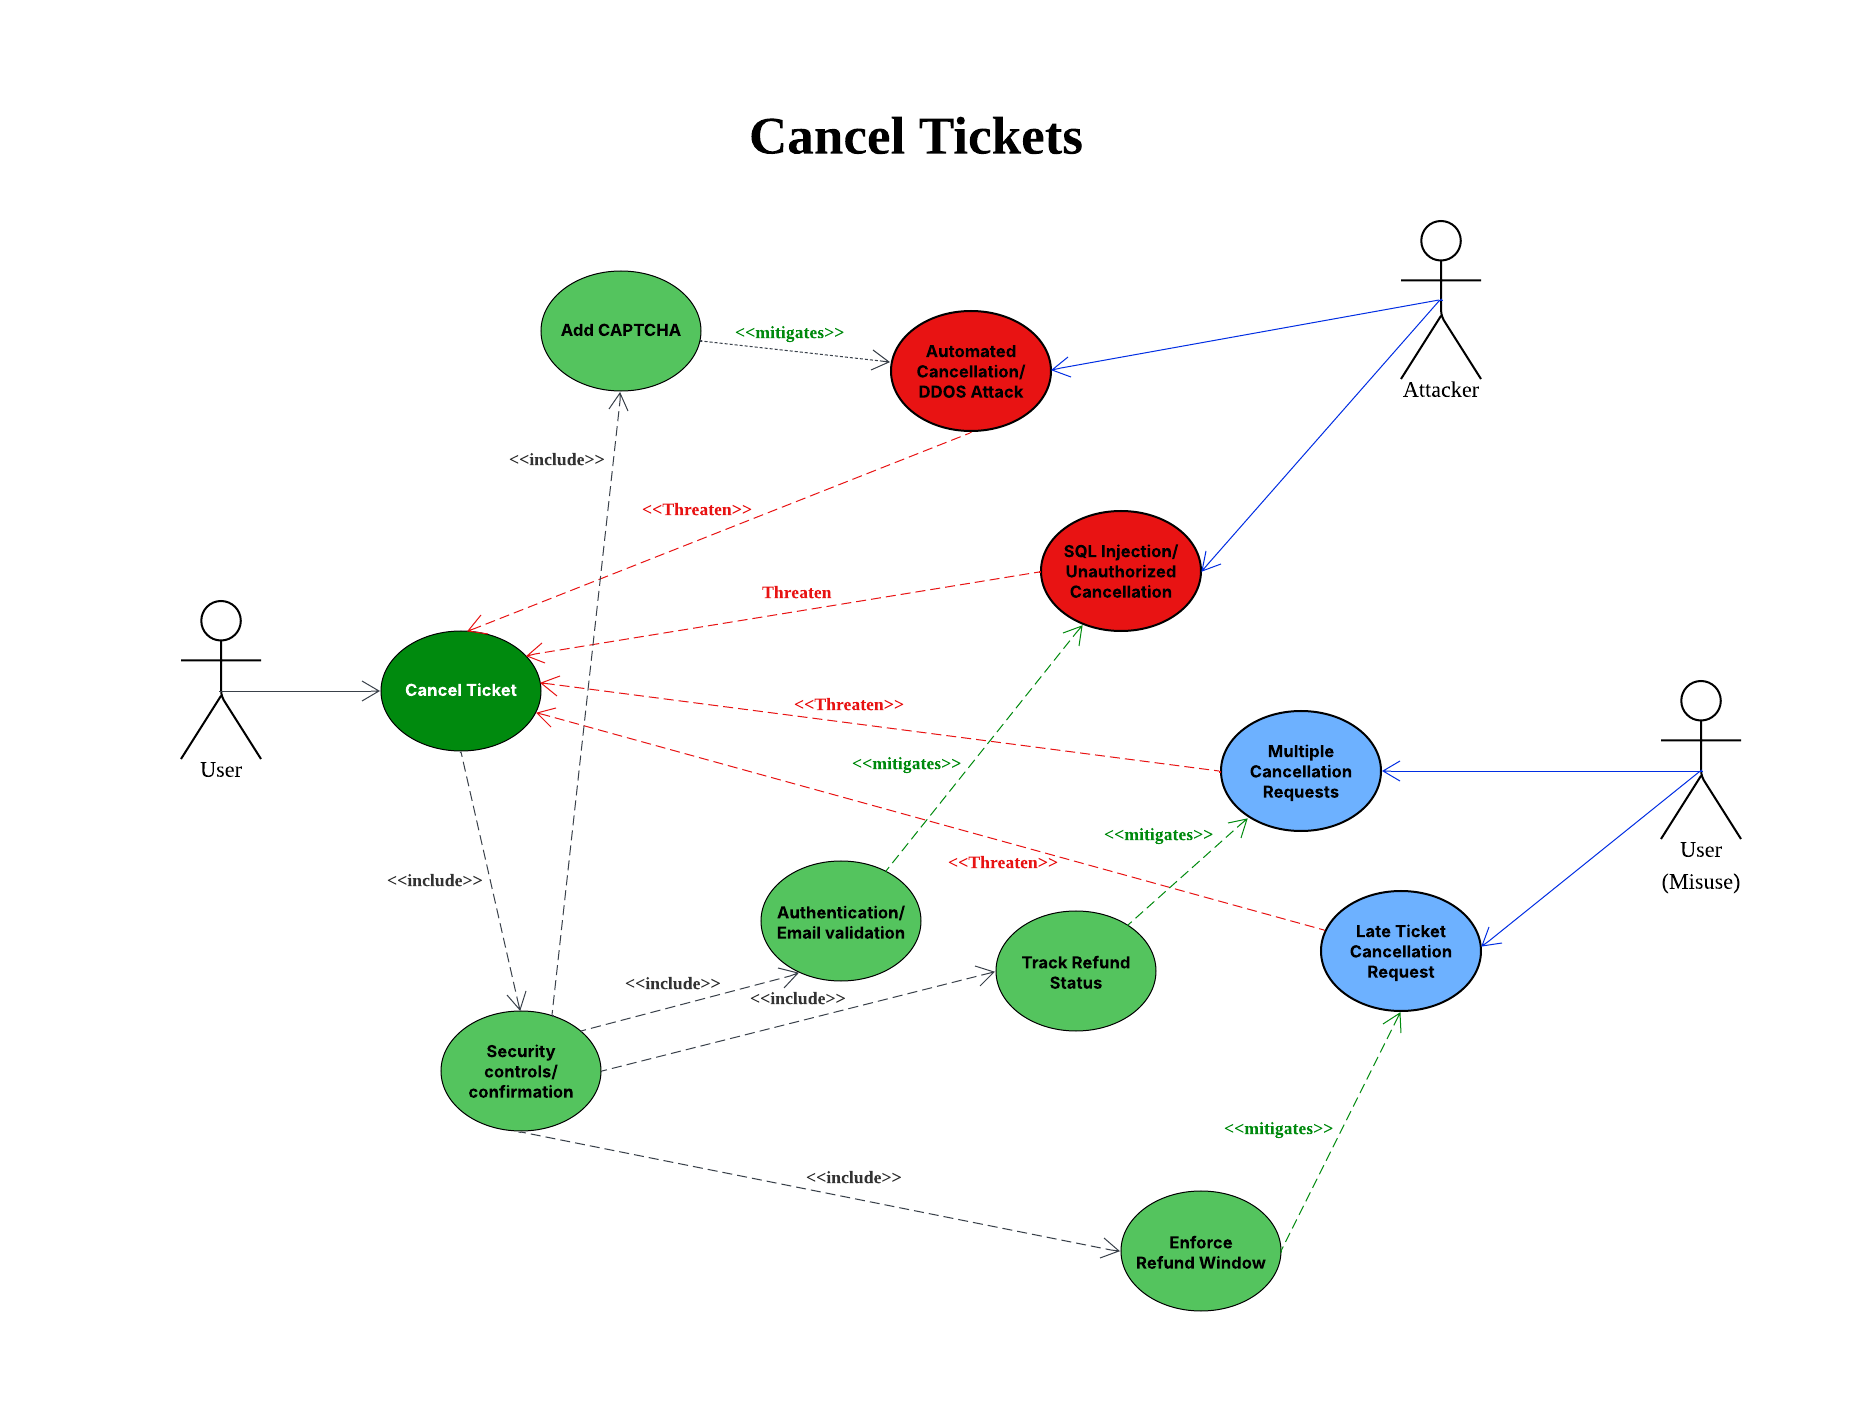 Cancel Tickets
Add CAPTCHA
<<mitigates>>
Automated
Cancellation/
DDOS Attack
Attacker
<<include>>
<<Threaten>>
SQL Injection/
Unauthorized
Cancellation
Threaten
Cancel Ticket
User
<<Threaten>>
Multiple
Cancellation
Requests
<<mitigates>>
<<mitigates>>
<<Threaten>>
User
(Misuse)
<<include>>
Authentication/
Email validation
Track Refund
Status
Late Ticket
Cancellation
Request
<<include>>
<<include>>
Security
controls/
confirmation
<<mitigates>>
<<include>>
Enforce
Refund Window